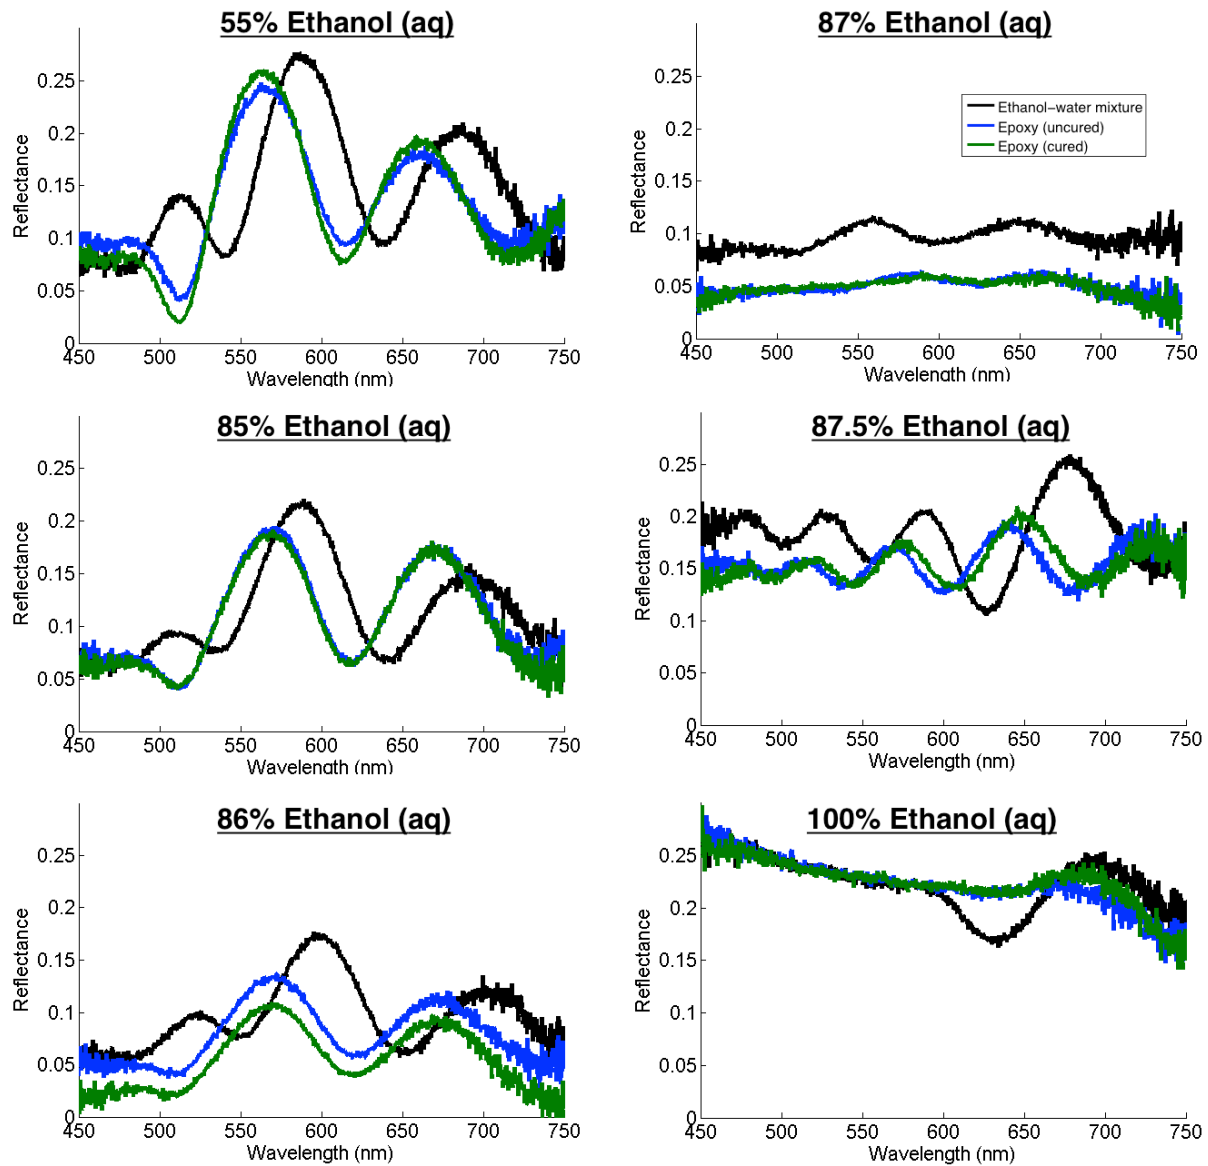 55% Ethanol (aq)
0.25
0.2
0.15
0.1
0.05
0
Reflectance
450 500 550 600 650 700 750
Wavelength (nm)
87% Ethanol (aq)
0.25
0.2
0.15
0.1
0.05
0
Reflectance
Ethanol-water mixture
Epoxy (uncured)
Epoxy (cured)
450 500 550 600 650 700 750
Wavelength (nm)
85% Ethanol (aq)
0.25
0.2
0.15
0.1
0.05
0
Reflectance
450 500 550 600 650 700 750
Wavelength (nm)
87.5% Ethanol (aq)
0.25
0.2
0.15
0.1
0.05
0
Reflectance
450 500 550 600 650 700 750
Wavelength (nm)
86% Ethanol (aq)
0.25
0.2
0.15
0.1
0.05
0
Reflectance
450 500 550 600 650 700 750
Wavelength (nm)
100% Ethanol (aq)
0.25
0.2
0.15
0.1
0.05
0
Reflectance
450 500 550 600 650 700 750
Wavelength (nm)